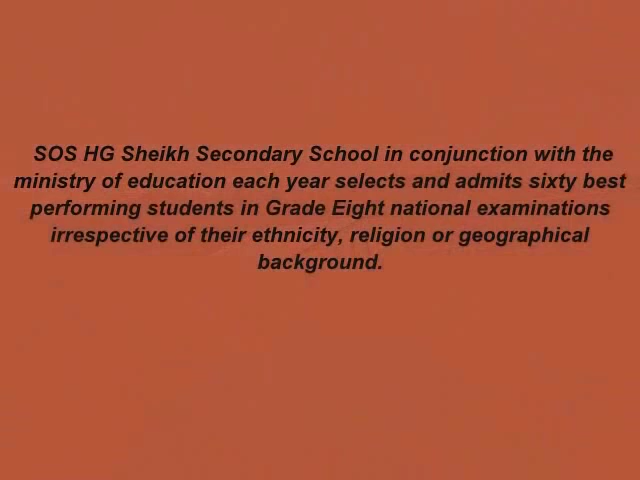 SOS HG Sheikh Secondary School in conjunction with the
ministry of education each year selects and admits sixty best
performing students in Grade Eight national examinations
irrespective of their ethnicity, religion or geographical
background.